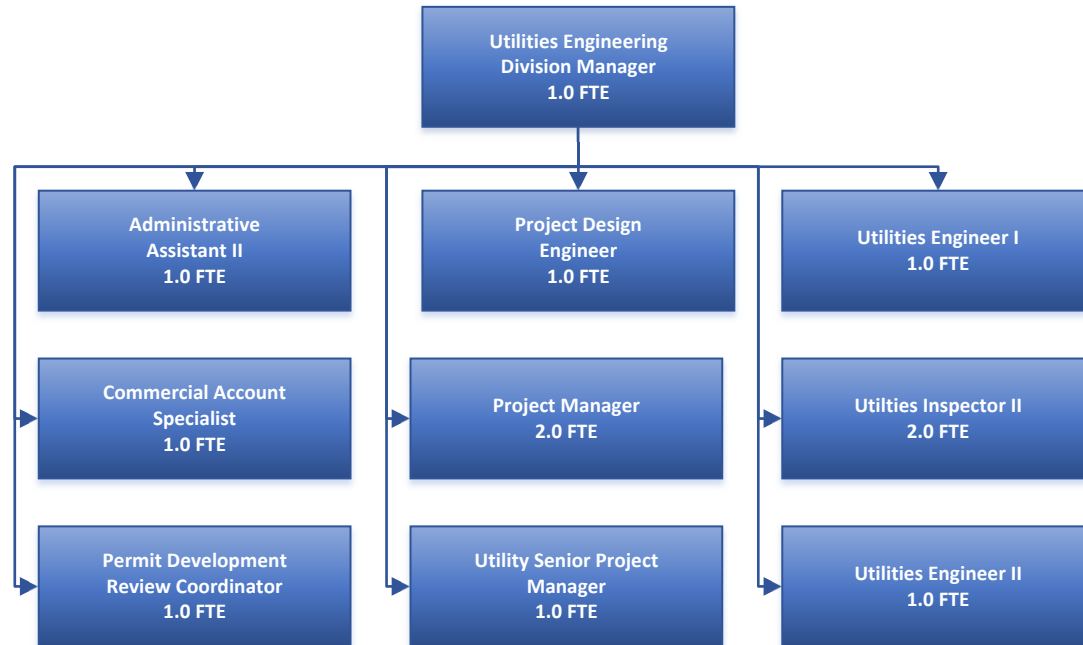 Utilities Engineering
Division Manager
1.0 FTE
Administrative
Assistant II
1.0 FTE
Project Design
Engineer
1.0 FTE
Utilities Engineer I
1.0 FTE
Commercial Account
Specialist
1.0 FTE
Project Manager
2.0 FTE
Utilties Inspector II
2.0 FTE
Permit Development
Review Coordinator
1.0 FTE
Utility Senior Project
Manager
1.0 FTE
Utilities Engineer II
1.0 FTE